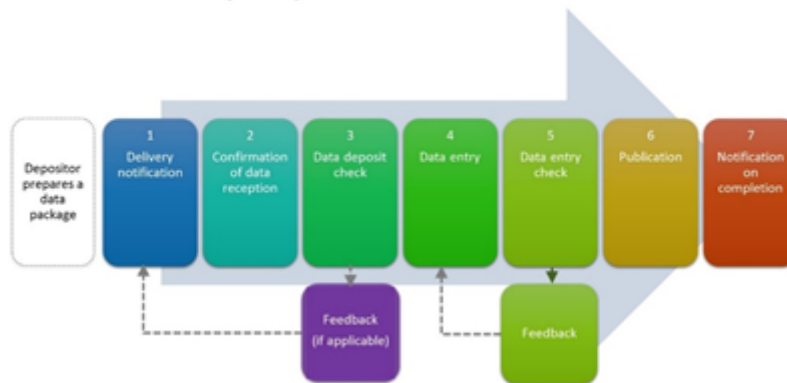 Depositor
prepares a
data
package
1
Delivery
notification
2
Confirmation
of data
reception
3
Data deposit
check
4
Data entry
5
Data entry
check
6
Publication
7
Notification
on
completion
Feedback
(if applicable)
Feedback